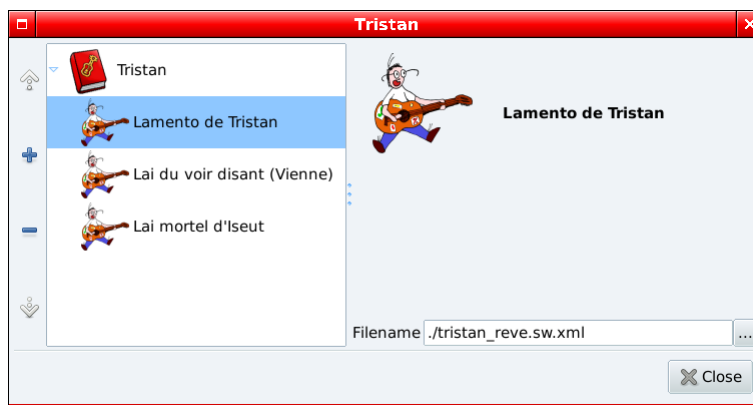 Tristan
Tristan
Lamento de Tristan
Lai du voir disant (Vienne)
Lai mortel d'Iseut
Lamento de Tristan
Filename ./tristan_reve.sw.xml ...
Close